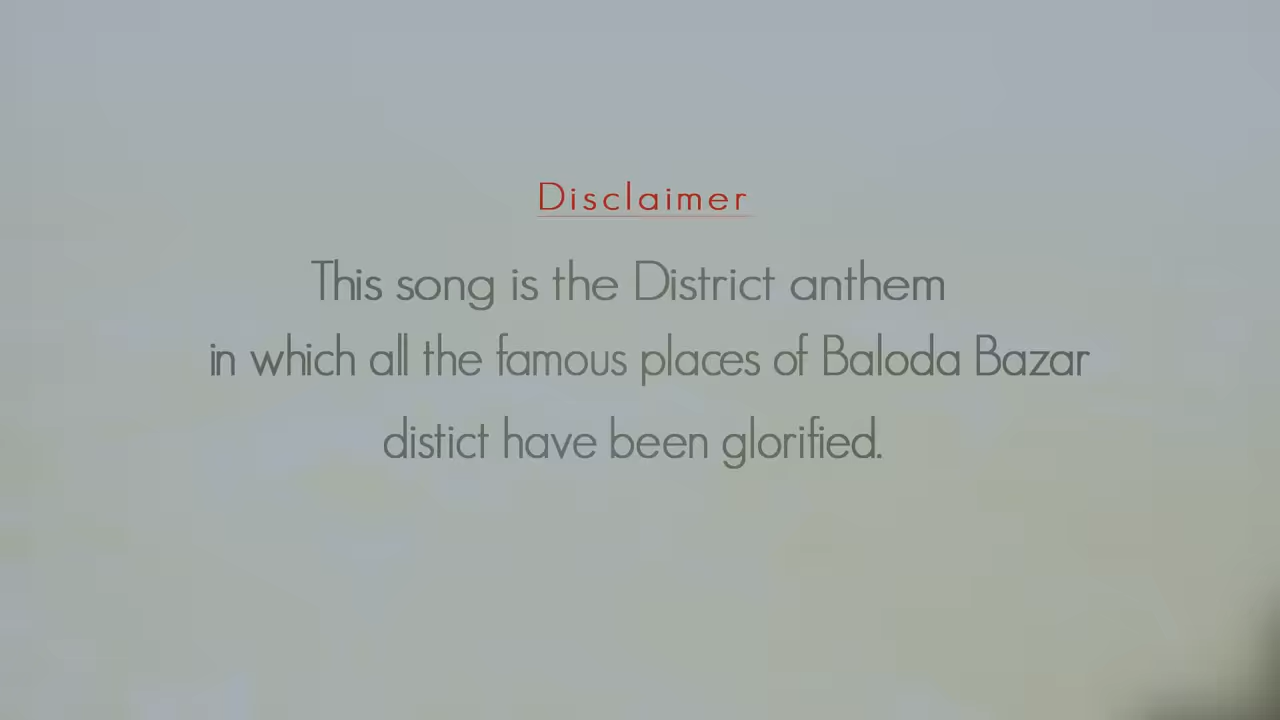 Disclaimer
This song is the District anthem
in which all the famous places of Baloda Bazar
distict have been glorified.